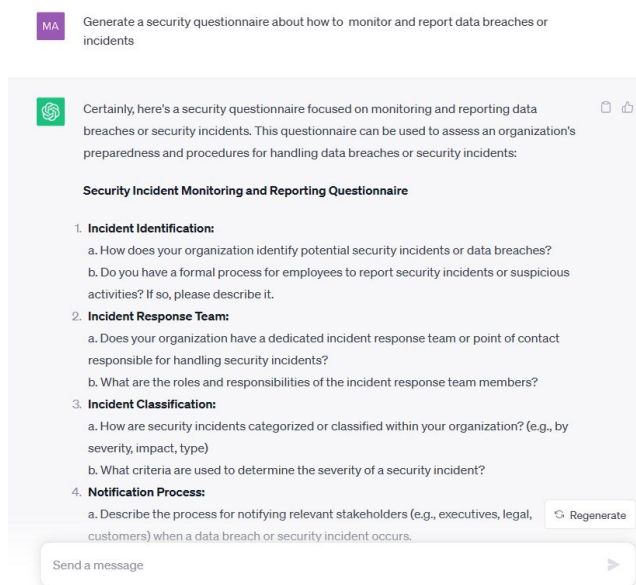 MA
Generate a security questionnaire about how to monitor and report data breaches or
incidents
Certainly, here's a security questionnaire focused on monitoring and reporting data
breaches or security incidents. This questionnaire can be used to assess an organization's
preparedness and procedures for handling data breaches or security incidents:
Security Incident Monitoring and Reporting Questionnaire
1. Incident Identification:
a. How does your organization identify potential security incidents or data breaches?
b. Do you have a formal process for employees to report security incidents or suspicious
activities? If so, please describe it.
2. Incident Response Team:
a. Does your organization have a dedicated incident response team or point of contact
responsible for handling security incidents?
b. What are the roles and responsibilities of the incident response team members?
3. Incident Classification:
a. How are security incidents categorized or classified within your organization? (e.g., by
severity, impact, type)
b. What criteria are used to determine the severity of a security incident?
4. Notification Process:
a. Describe the process for notifying relevant stakeholders (e.g., executives, legal,
customers) when a data breach or security incident occurs.
Regenerate
Send a message